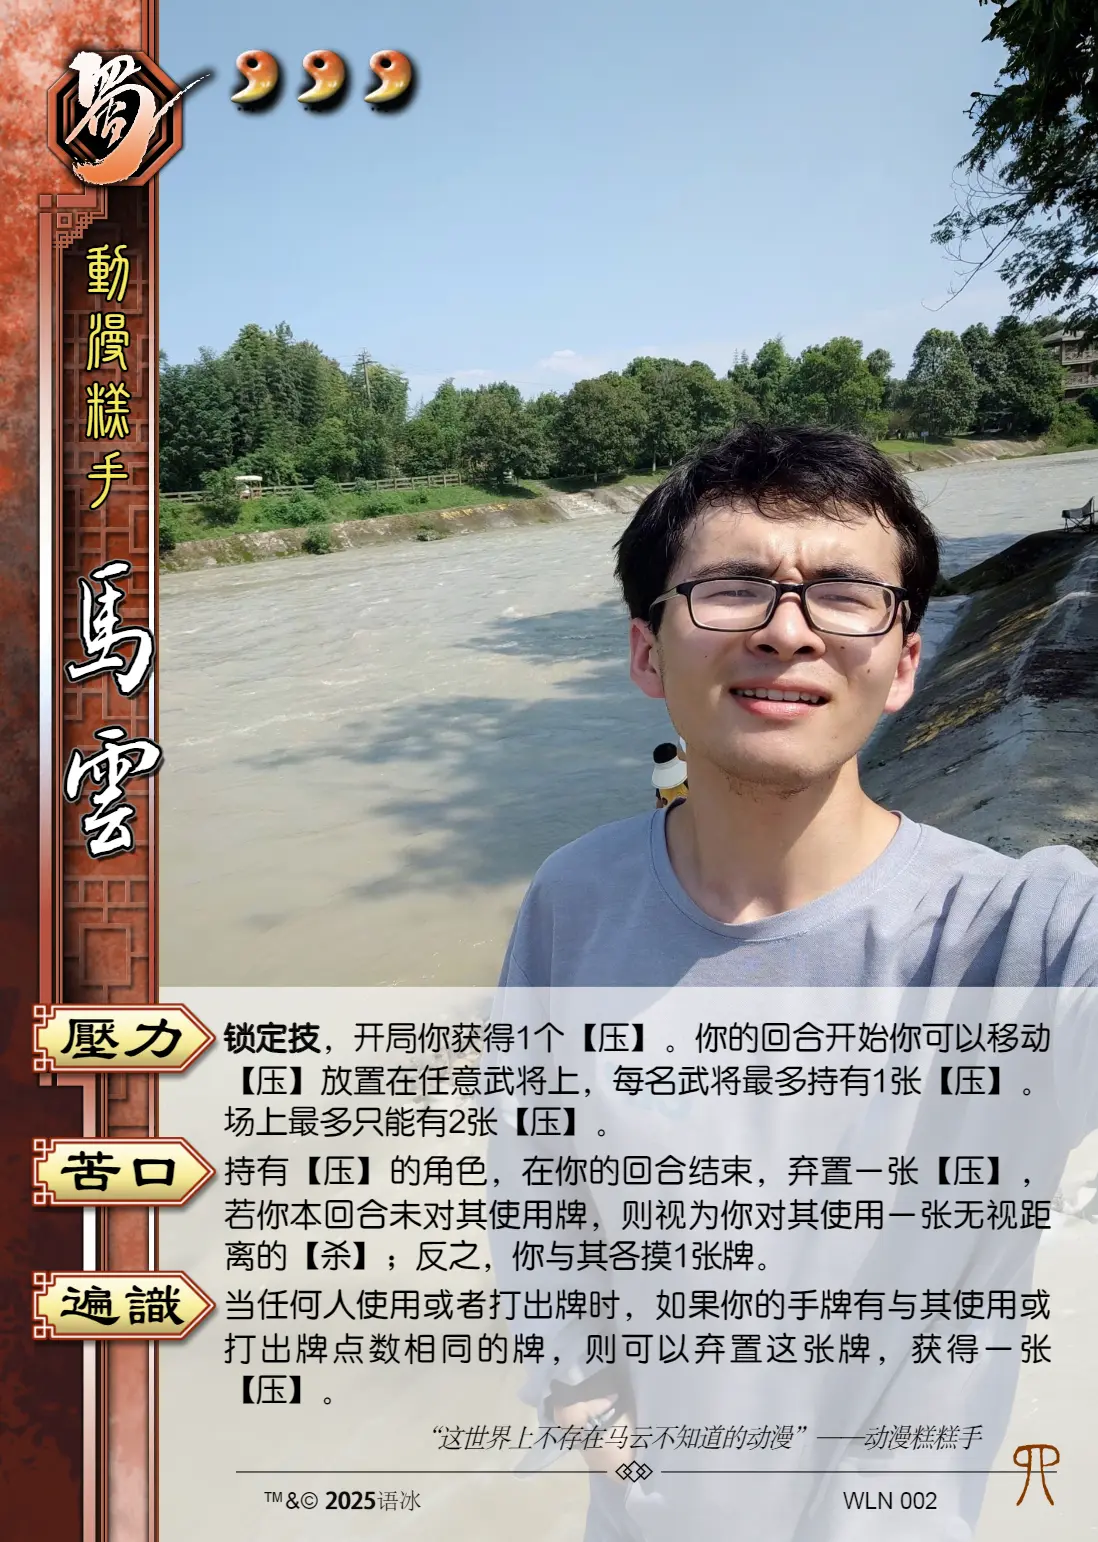 蜀
動漫糕手
馬雲
壓力
锁定技，开局你获得1个【压】。你的回合开始你可以移动
【压】放置在任意武将上，每名武将最多持有1张【压】。
场上最多只能有2张【压】。
苦口
持有【压】的角色，在你的回合结束，弃置一张【压】，
若你本回合未对其使用牌，则视为你对其使用一张无视距
离的【杀】；反之，你与其各摸1张牌。
遍識
当任何人使用或者打出牌时，如果你的手牌有与其使用或
打出牌点数相同的牌，则可以弃置这张牌，获得一张
【压】。
“这世界上不存在马云不知道的动漫”——动漫糕糕手
™&© 2025语冰
WLN 002